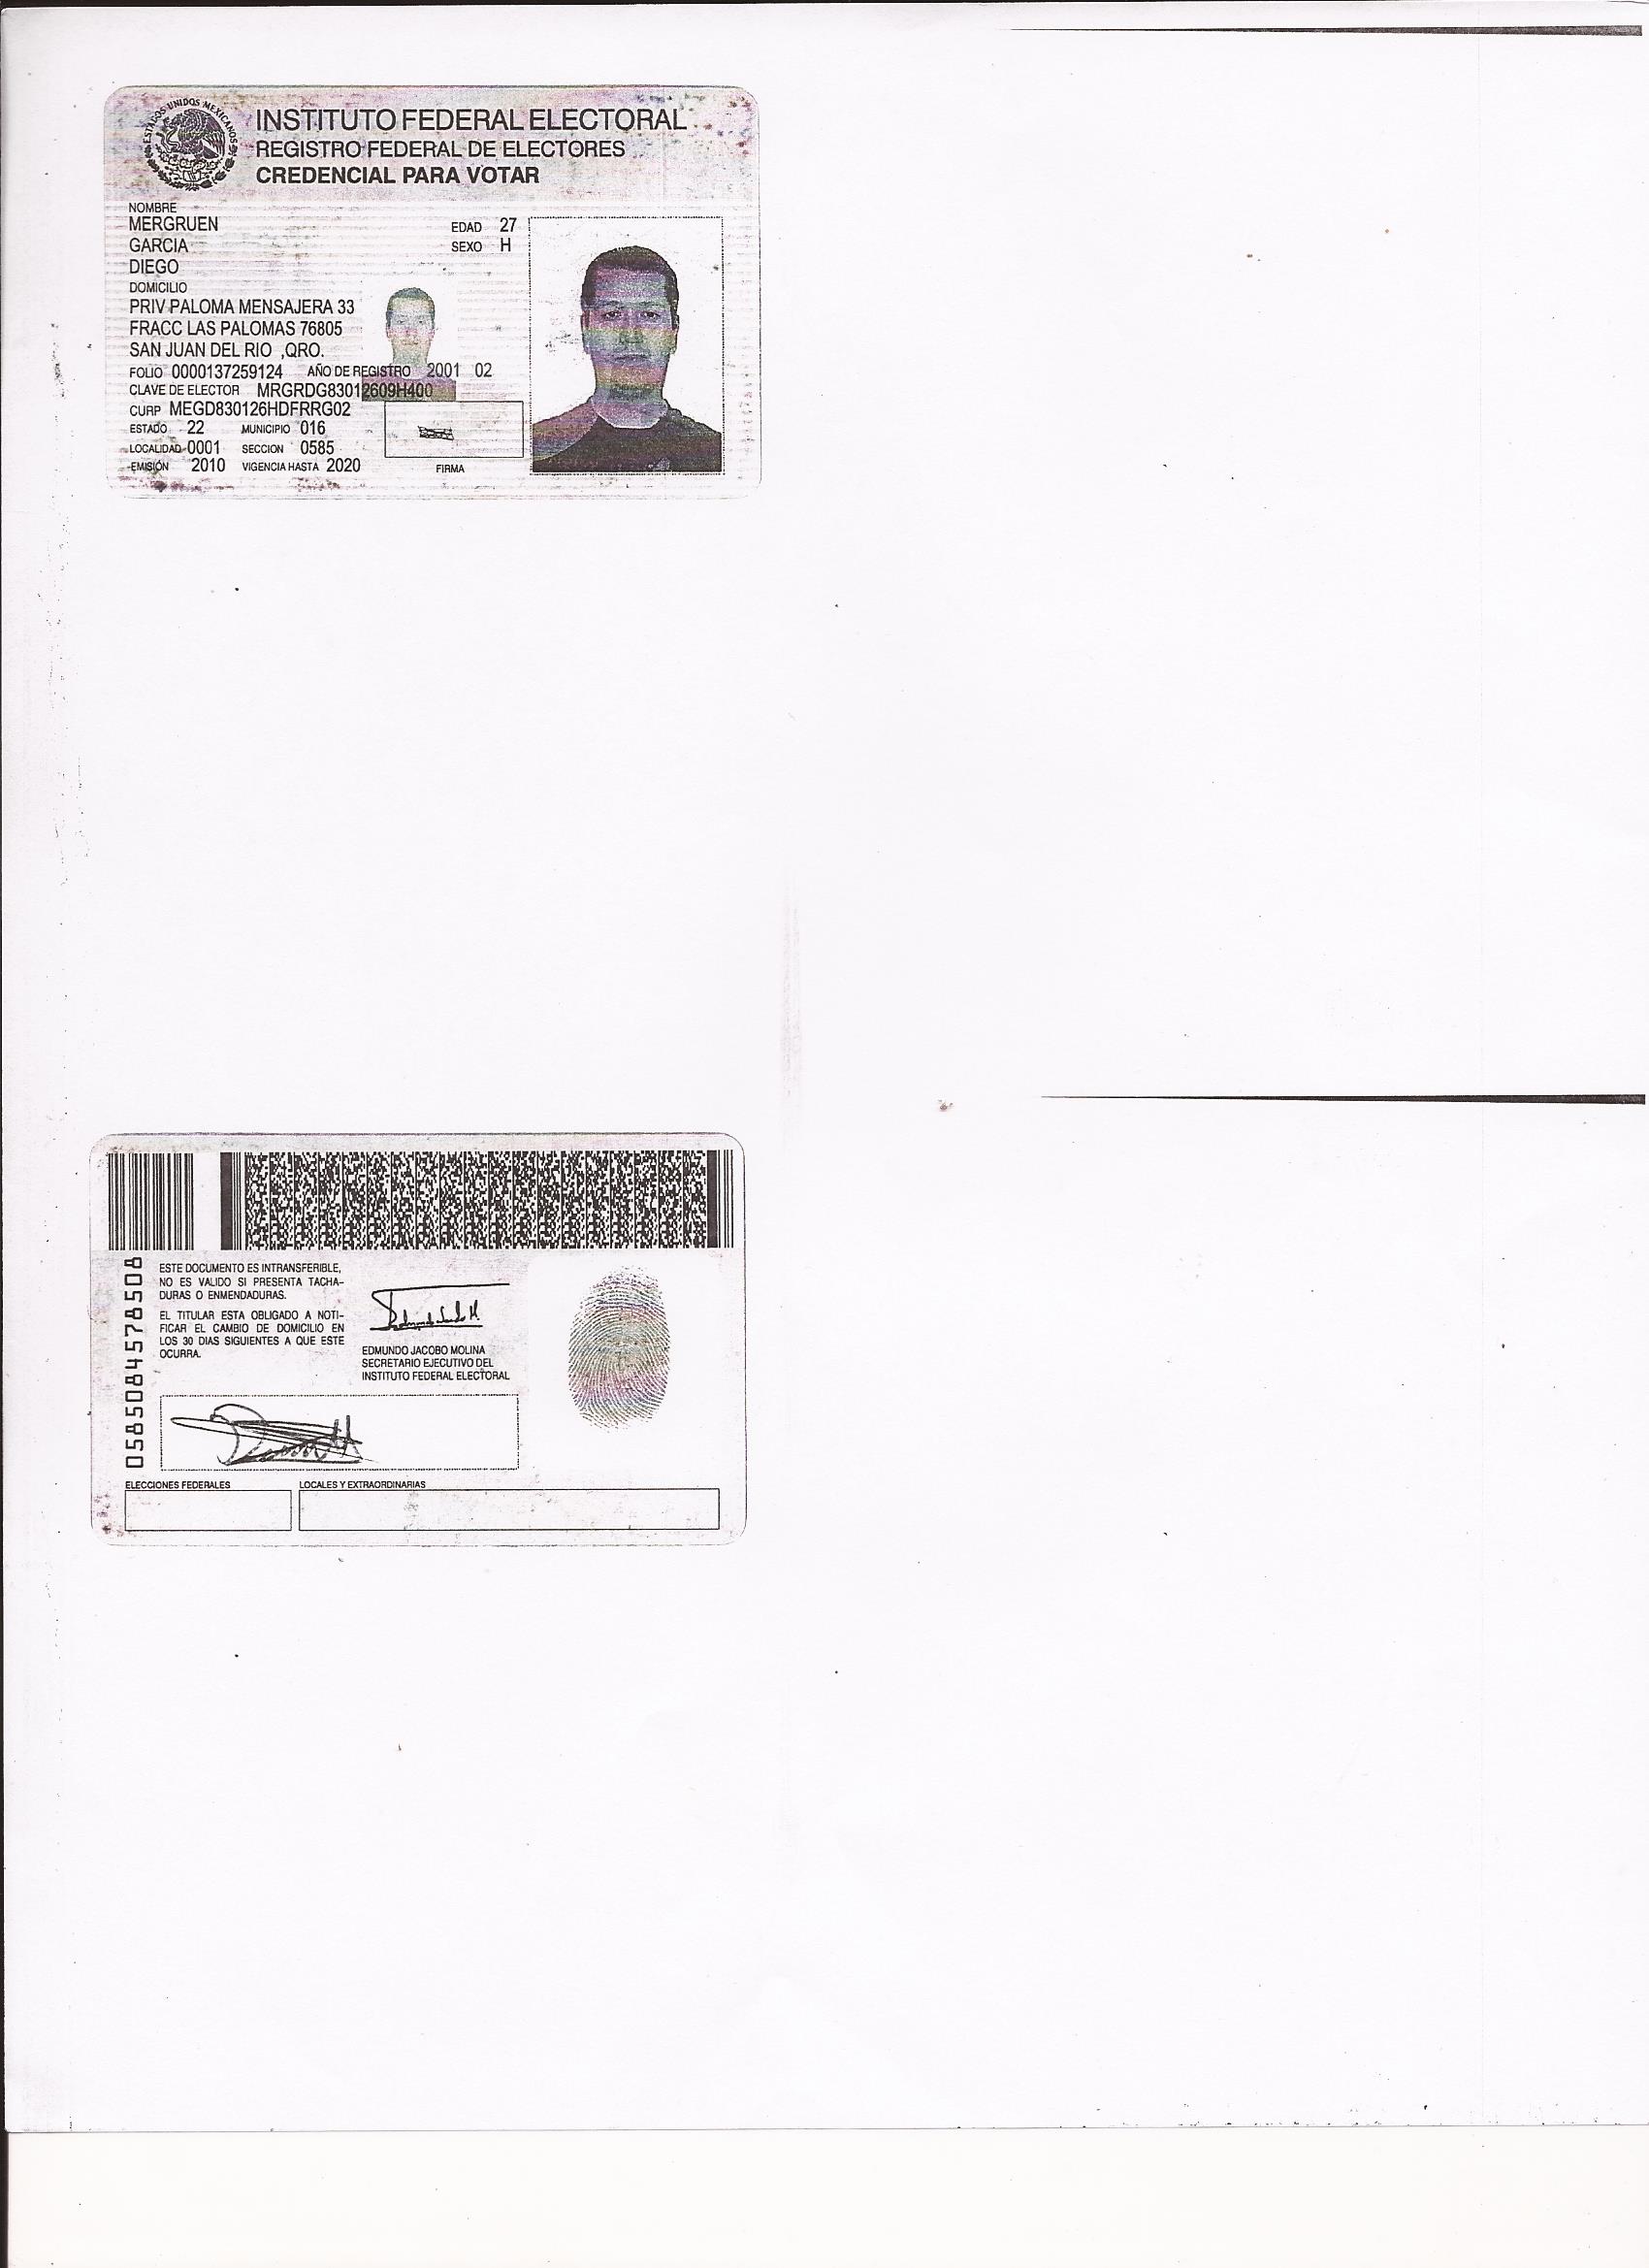 ESTADOS UNIDOS MEXICANOS
INSTITUTO FEDERAL ELECTORAL
REGISTRO FEDERAL DE ELECTORES
CREDENCIAL PARA VOTAR
NOMBRE
MERGRUEN
GARCIA
DIEGO
EDAD 27
SEXO H
DOMICILIO
PRIV PALOMA MENSAJERA 33
FRACC LAS PALOMAS 76805
SAN JUAN DEL RIO ,QRO.
FOLIO 0000137259124 AÑO DE REGISTRO 2001 02
CLAVE DE ELECTOR MRGRDG83012609H400
CURP MEGD830126HDFRRG02
ESTADO 22 MUNICIPIO 016
LOCALIDAD 0001 SECCION 0585
EMISIÓN 2010 VIGENCIA HASTA 2020
FIRMA
0585084578508
ESTE DOCUMENTO ES INTRANSFERIBLE,
NO ES VALIDO SI PRESENTA TACHA-
DURAS O ENMENDADURAS.
EL TITULAR ESTA OBLIGADO A NOTI-
FICAR EL CAMBIO DE DOMICILIO EN
LOS 30 DIAS SIGUIENTES A QUE ESTE
OCURRA.
EDMUNDO JACOBO MOLINA
SECRETARIO EJECUTIVO DEL
INSTITUTO FEDERAL ELECTORAL
ELECCIONES FEDERALES
LOCALES Y EXTRAORDINARIAS